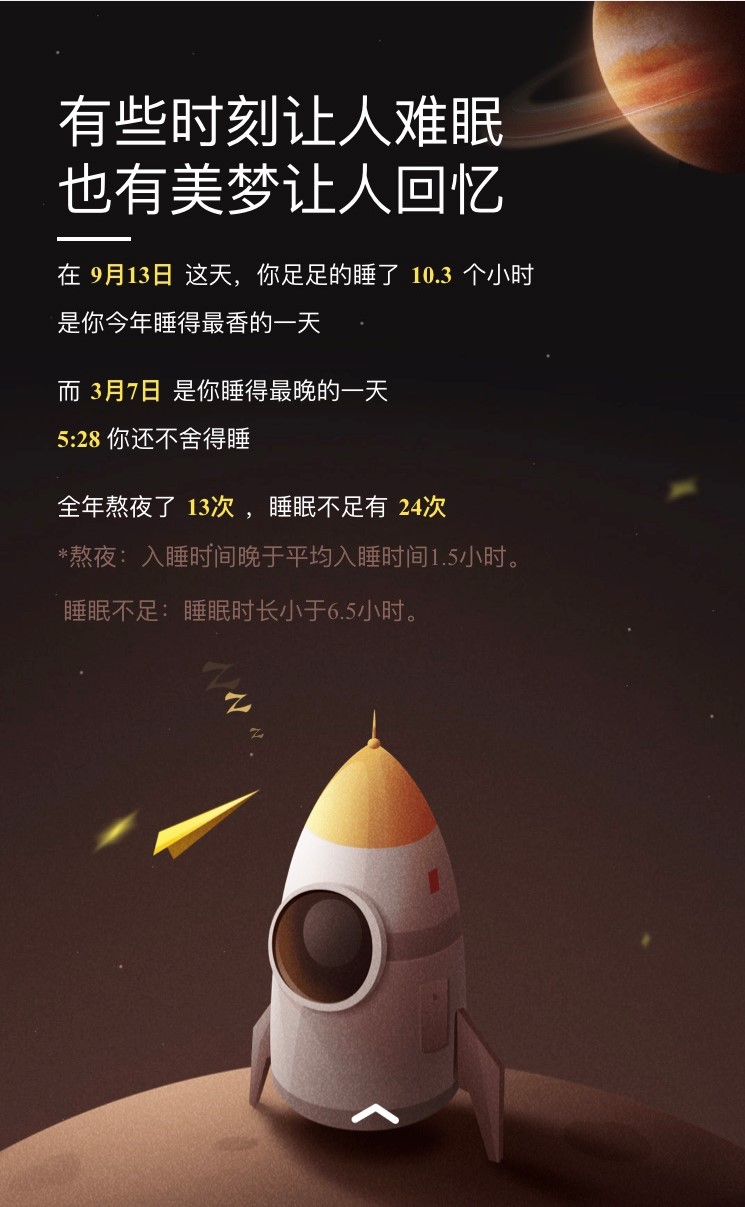 有些时刻让人难眠
也有美梦让人回忆
在 9月13日 这天，你足足的睡了 10.3 个小时
是你今年睡得最香的一天
而 3月7日 是你睡得最晚的一天
5:28 你还不舍得睡
全年熬夜了 13次 ，睡眠不足有 24次
*熬夜：入睡时间晚于平均入睡时间1.5小时。
睡眠不足：睡眠时长小于6.5小时。
Z
Z
Z